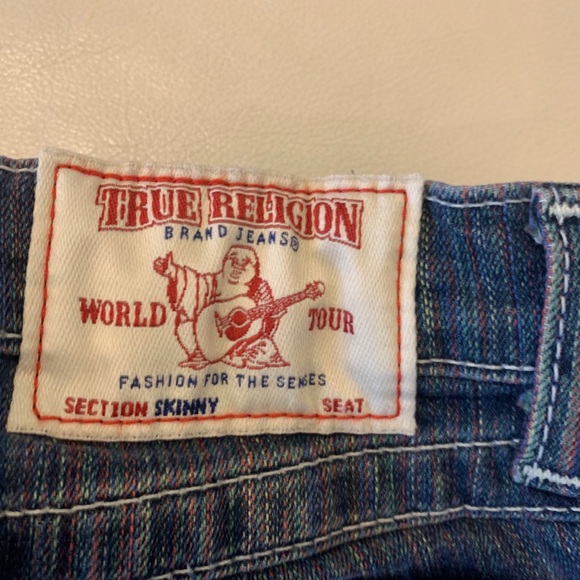 TRUE RELIGION
BRAND JEANS®
WORLD TOUR
FASHION FOR THE SENSES
SECTION SKINNY SEAT